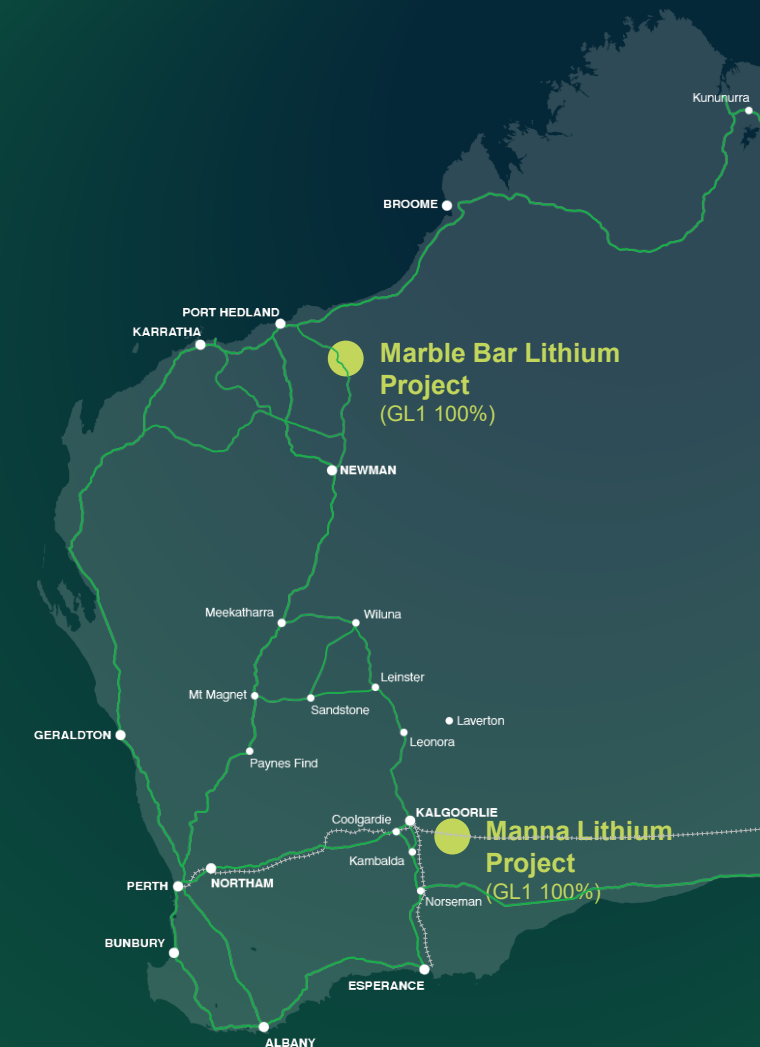 Kununurra
BROOME
PORT HEDLAND
KARRATHA
Marble Bar Lithium
Project
(GL1 100%)
NEWMAN
Meekatharra
Wiluna
Leinster
Mt Magnet
Sandstone
Laverton
GERALDTON
Leonora
Paynes Find
KALGOORLIE
Coolgardie
Manna Lithium
Project
(GL1 100%)
Kambalda
NORTHAM
PERTH
Norseman
BUNBURY
ESPERANCE
ALBANY